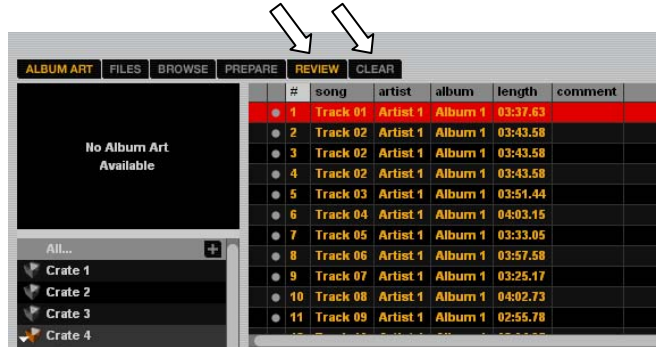 ALBUM ART FILES BROWSE PREPARE REVIEW CLEAR
# song artist album length comment
No Album Art
Available
1 Track 01 Artist 1 Album 1 03:37.63
2 Track 02 Artist 1 Album 1 03:43.58
3 Track 02 Artist 1 Album 1 03:43.58
4 Track 02 Artist 1 Album 1 03:43.58
5 Track 03 Artist 1 Album 1 03:51.44
6 Track 04 Artist 1 Album 1 04:03.15
7 Track 05 Artist 1 Album 1 03:33.05
8 Track 06 Artist 1 Album 1 03:57.58
9 Track 07 Artist 1 Album 1 03:25.17
10 Track 08 Artist 1 Album 1 04:02.73
11 Track 09 Artist 1 Album 1 02:55.78
All...
Crate 1
Crate 2
Crate 3
Crate 4